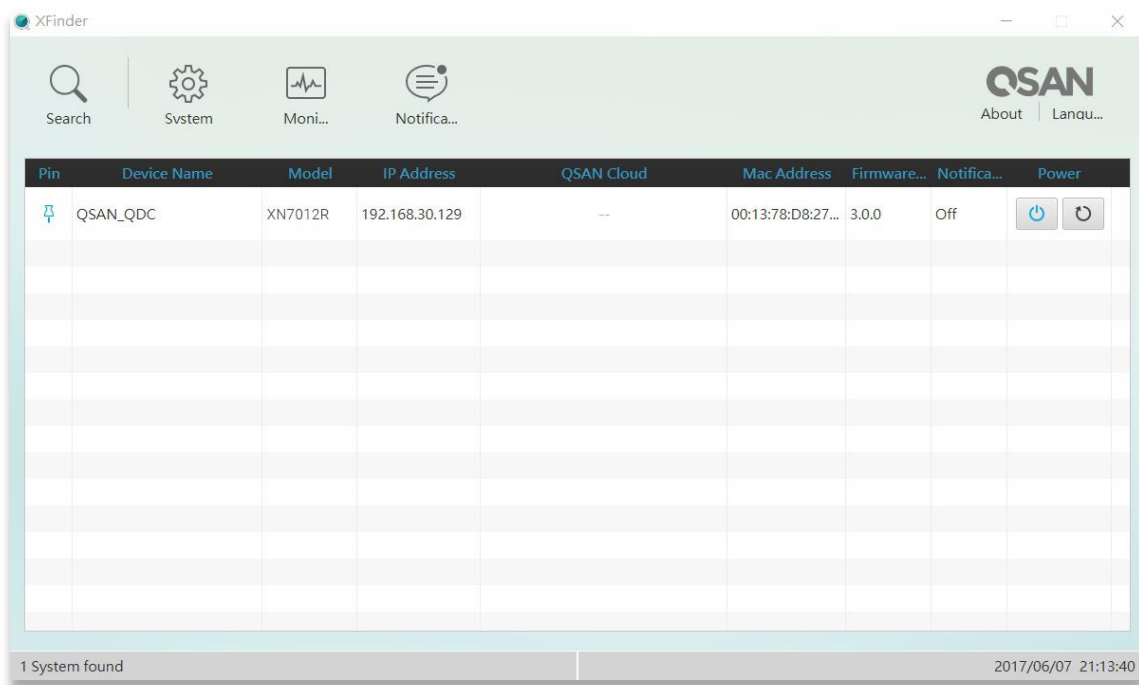 XFinder
QSAN
Search System Moni... Notifica... About Langu...
Pin Device Name Model IP Address QSAN Cloud Mac Address Firmware... Notifica... Power
QSAN_QDC XN7012R 192.168.30.129 -- 00:13:78:D8:27... 3.0.0 Off
1 System found 2017/06/07 21:13:40